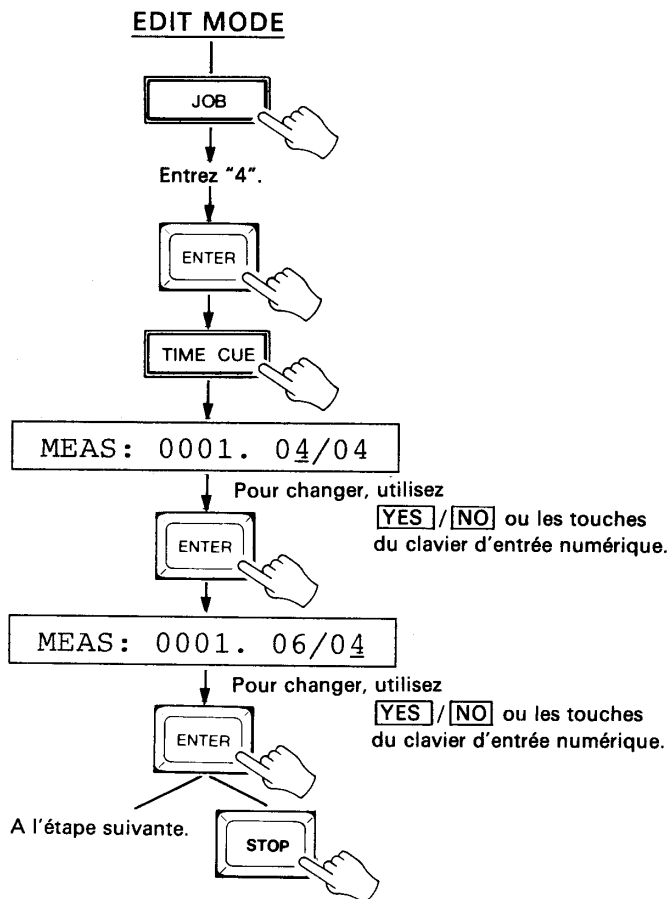 EDIT MODE
JOB
Entrez "4".
ENTER
TIME CUE
MEAS: 0001. 04/04
Pour changer, utilisez
YES / NO ou les touches
du clavier d'entrée numérique.
ENTER
MEAS: 0001. 06/04
Pour changer, utilisez
YES / NO ou les touches
du clavier d'entrée numérique.
ENTER
A l'étape suivante.
STOP